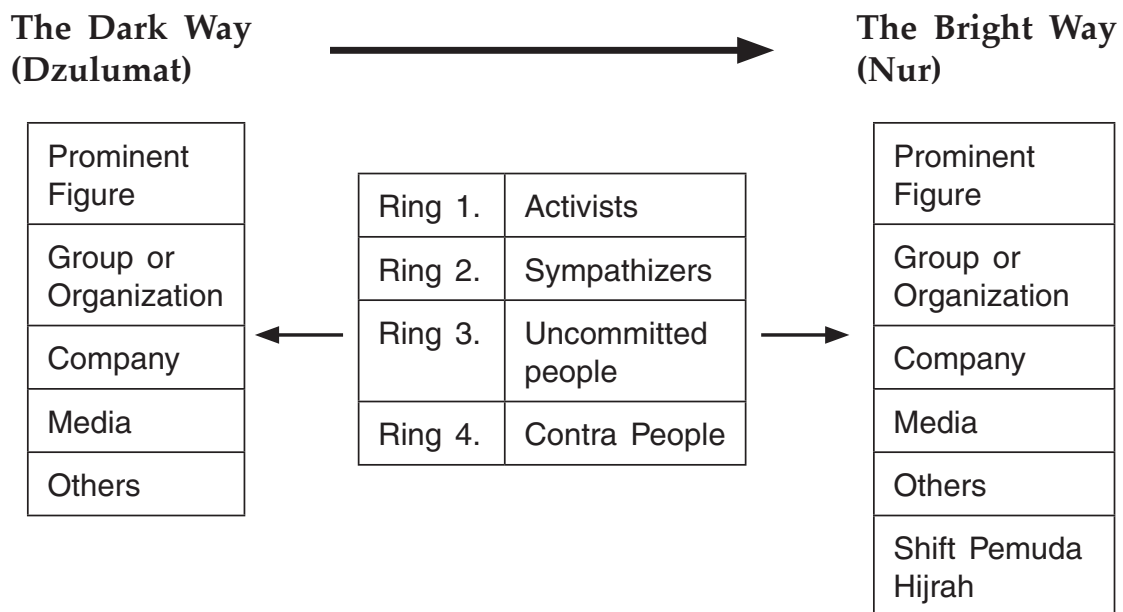 The Dark Way
(Dzulumat)
The Bright Way
(Nur)
Prominent
Figure
Group or
Organization
Company
Media
Others
Ring 1. Activists
Ring 2. Sympathizers
Ring 3. Uncommitted
people
Ring 4. Contra People
Prominent
Figure
Group or
Organization
Company
Media
Others
Shift Pemuda
Hijrah